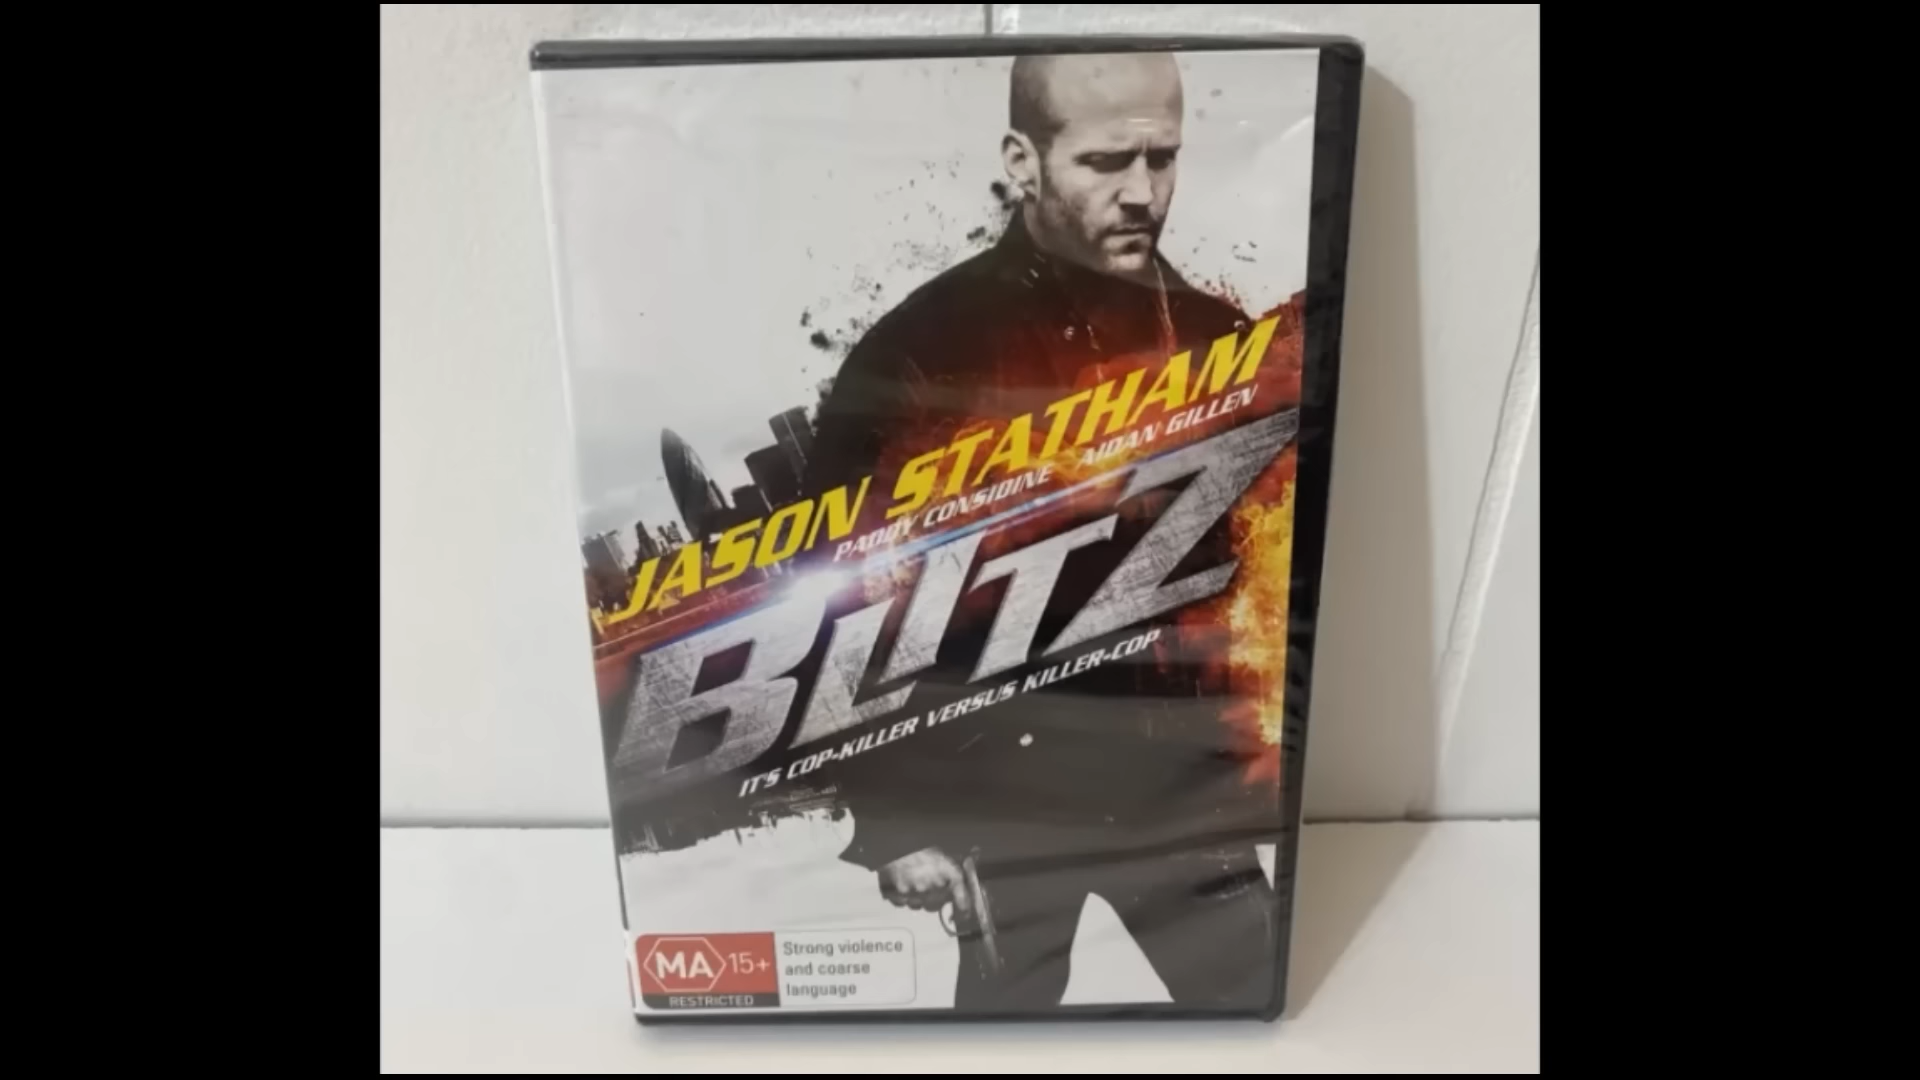 JASON STATHAM
PADDY CONSIDINE AIDAN GILLEN
BLITZ
IT'S COP-KILLER VERSUS KILLER-COP
MA 15+
RESTRICTED
Strong violence
and coarse
language